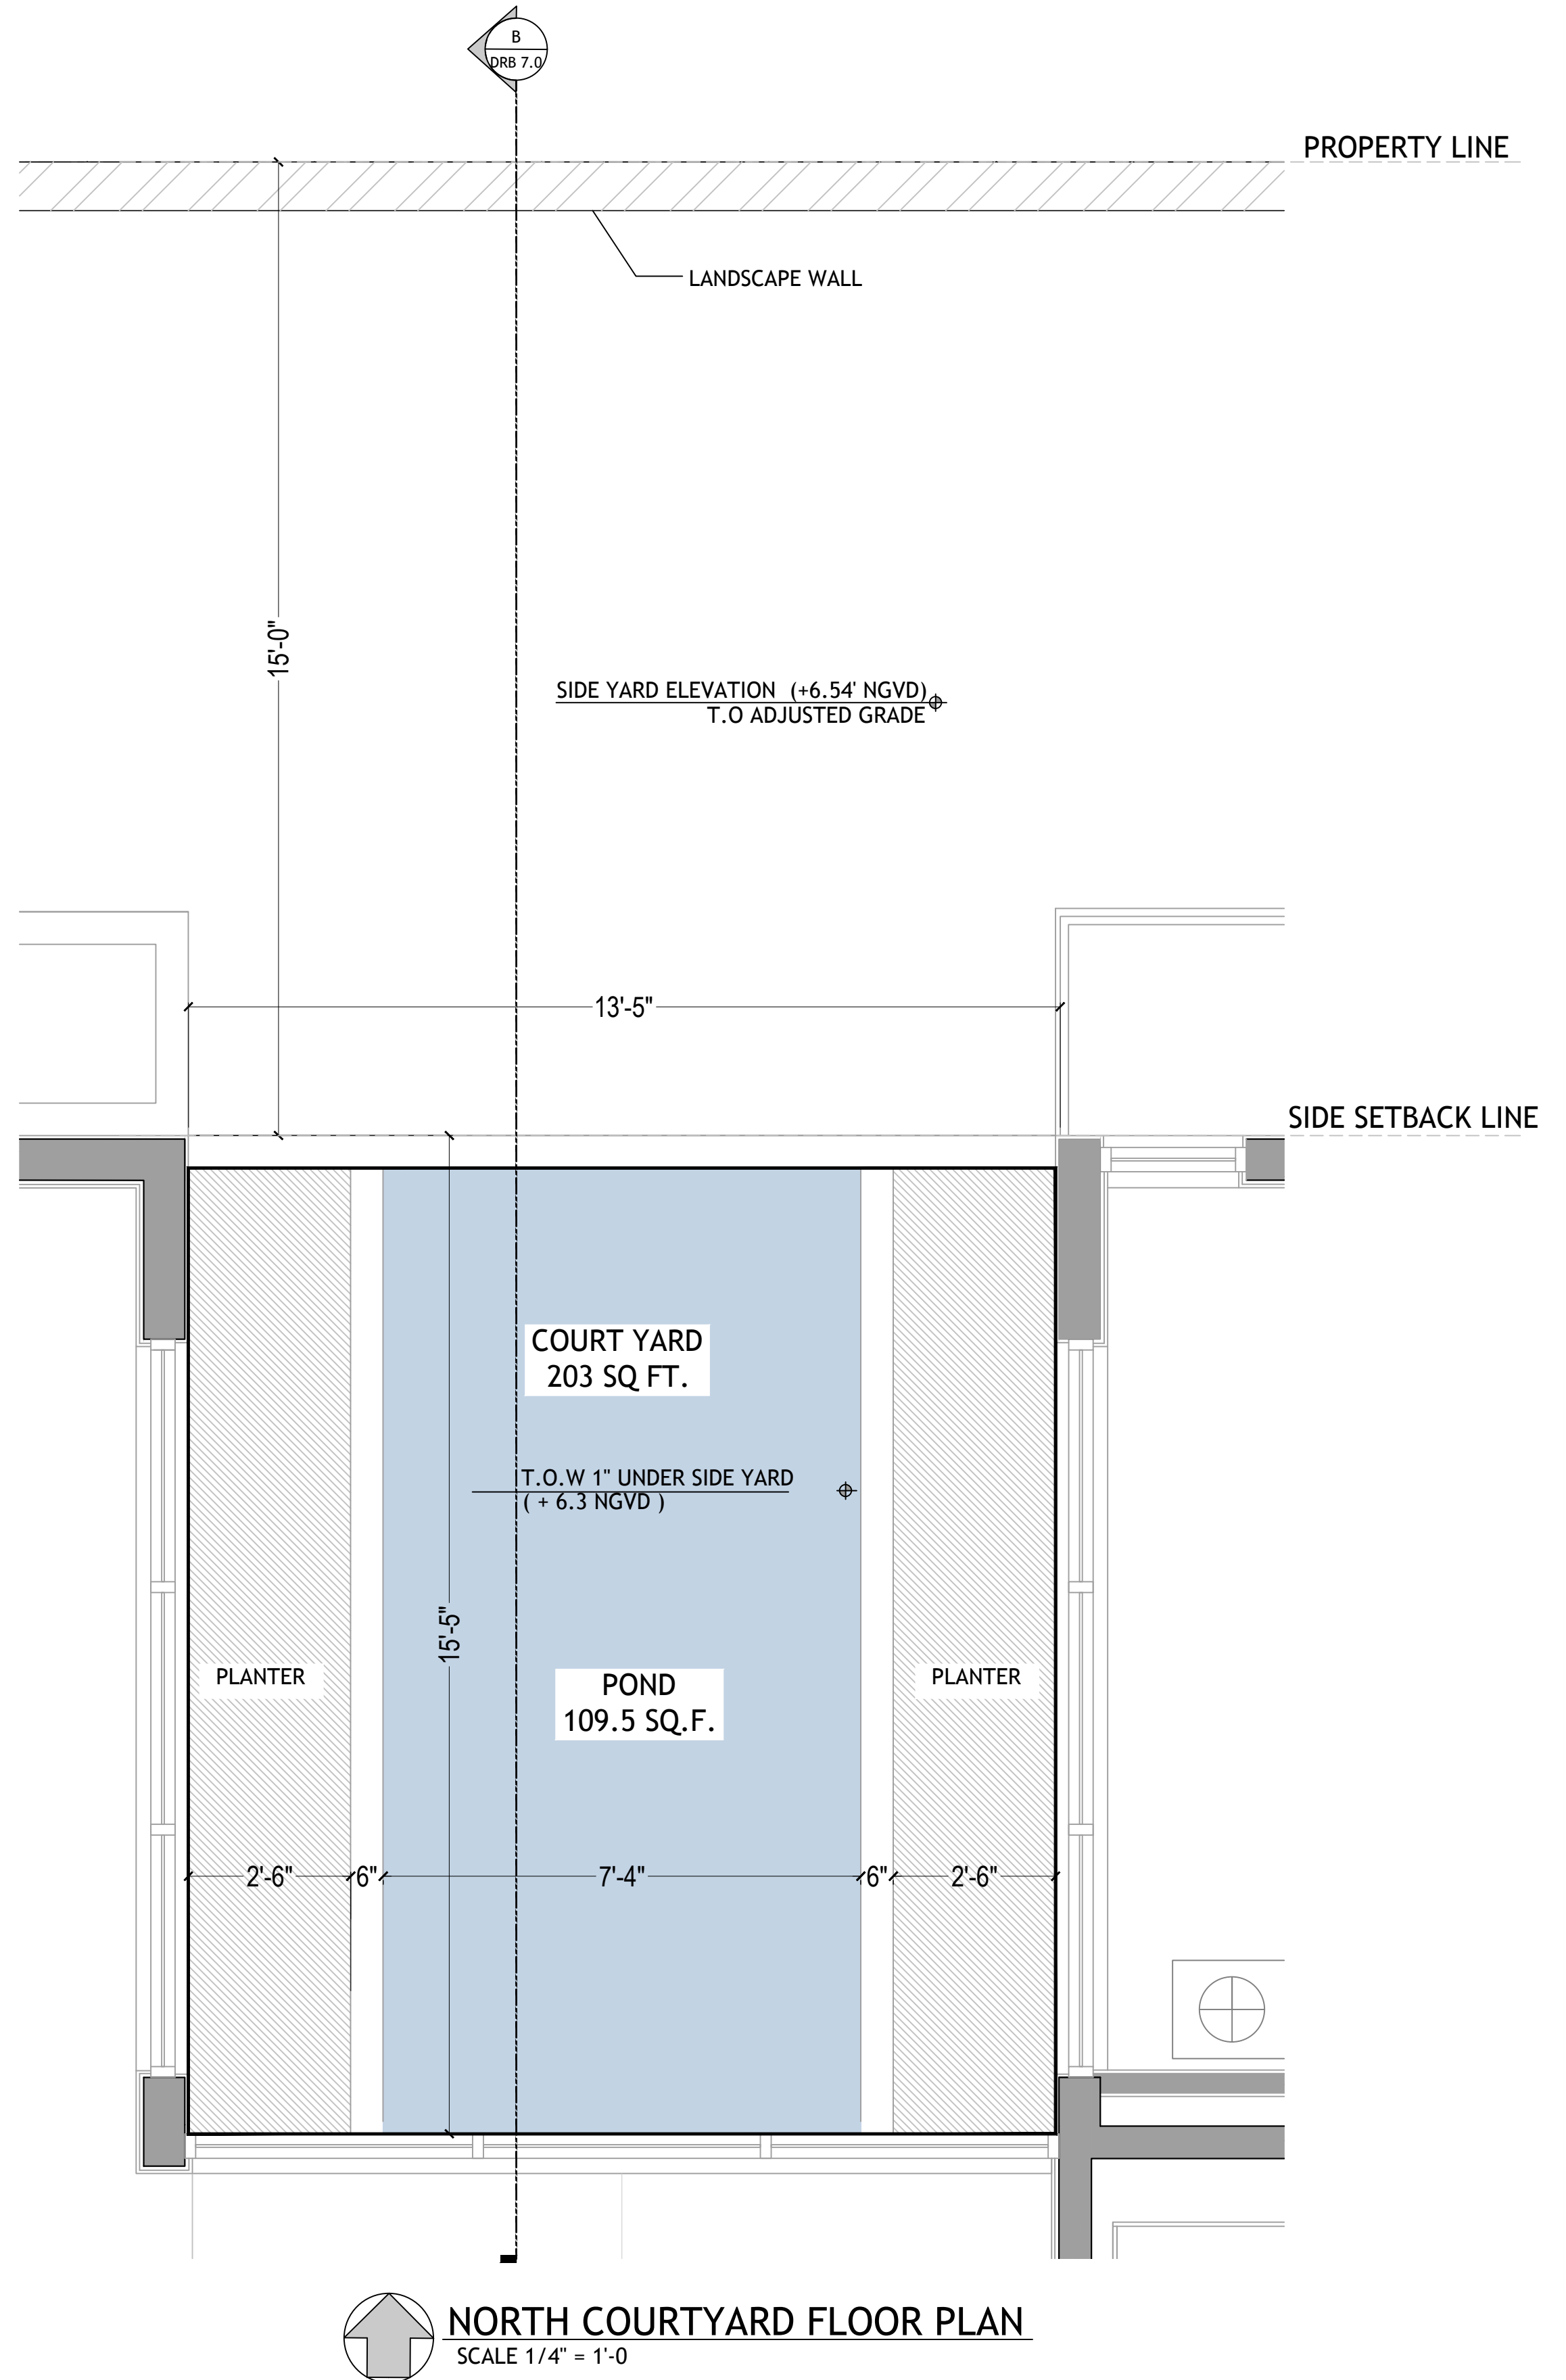 B
DRB 7.0
PROPERTY LINE
LANDSCAPE WALL
15'-0"
SIDE YARD ELEVATION (+6.54' NGVD)
T.O ADJUSTED GRADE
13'-5"
SIDE SETBACK LINE
COURT YARD
203 SQ FT.
T.O.W 1" UNDER SIDE YARD
( + 6.3 NGVD )
15'-5"
PLANTER
POND
109.5 SQ.F.
PLANTER
2'-6"
6"
7'-4"
6"
2'-6"
NORTH COURTYARD FLOOR PLAN
SCALE 1/4" = 1'-0